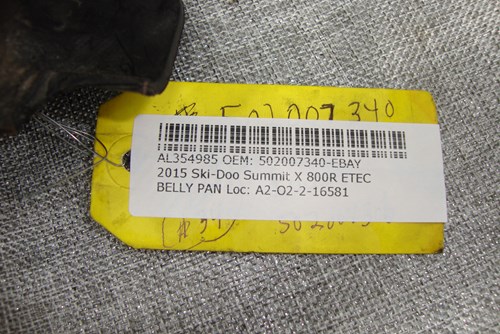 502007340
AL354985 OEM: 502007340-EBAY
2015 Ski-Doo Summit X 800R ETEC
BELLY PAN Loc: A2-O2-2-16581